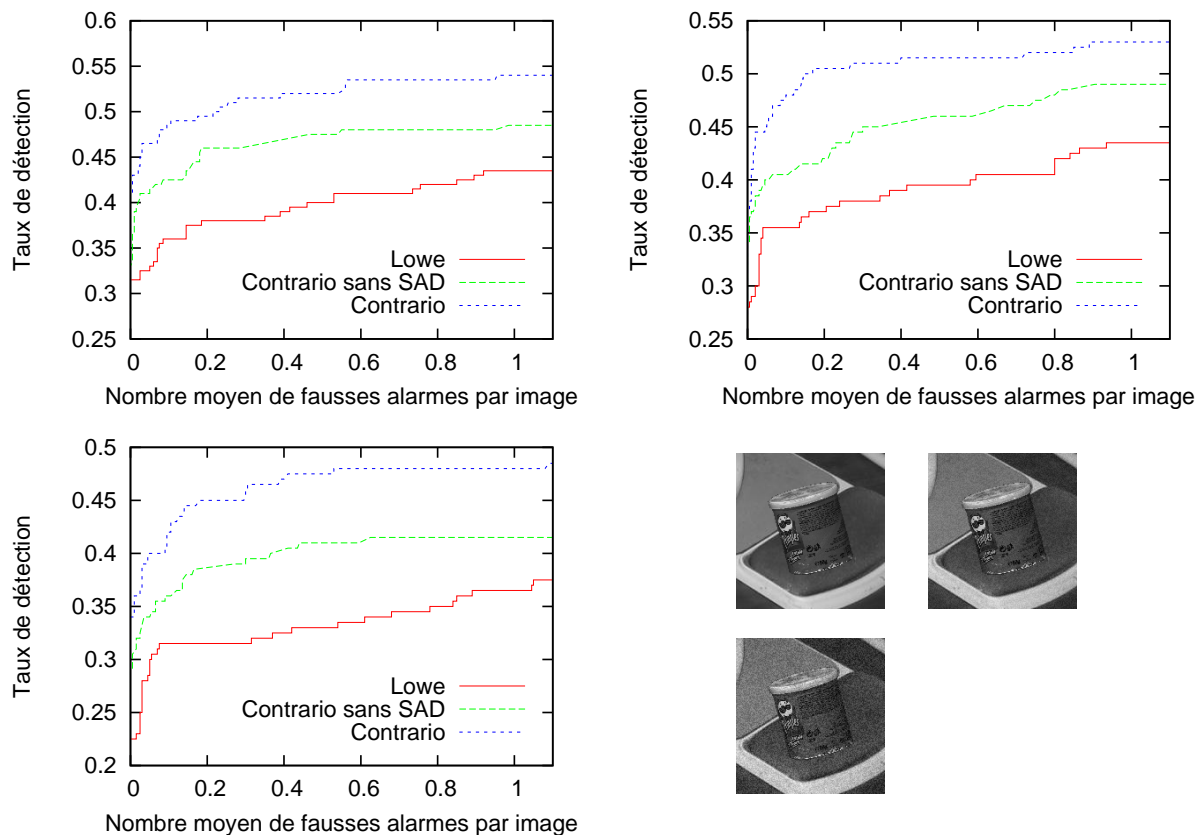 0.6
0.55
0.5
0.45
0.4
0.35
0.3
0.25
Taux de détection
Lowe
Contrario sans SAD
Contrario
0 0.2 0.4 0.6 0.8 1
Nombre moyen de fausses alarmes par image
0.55
0.5
0.45
0.4
0.35
0.3
0.25
Taux de détection
Lowe
Contrario sans SAD
Contrario
0 0.2 0.4 0.6 0.8 1
Nombre moyen de fausses alarmes par image
0.5
0.45
0.4
0.35
0.3
0.25
0.2
Taux de détection
Lowe
Contrario sans SAD
Contrario
0 0.2 0.4 0.6 0.8 1
Nombre moyen de fausses alarmes par image